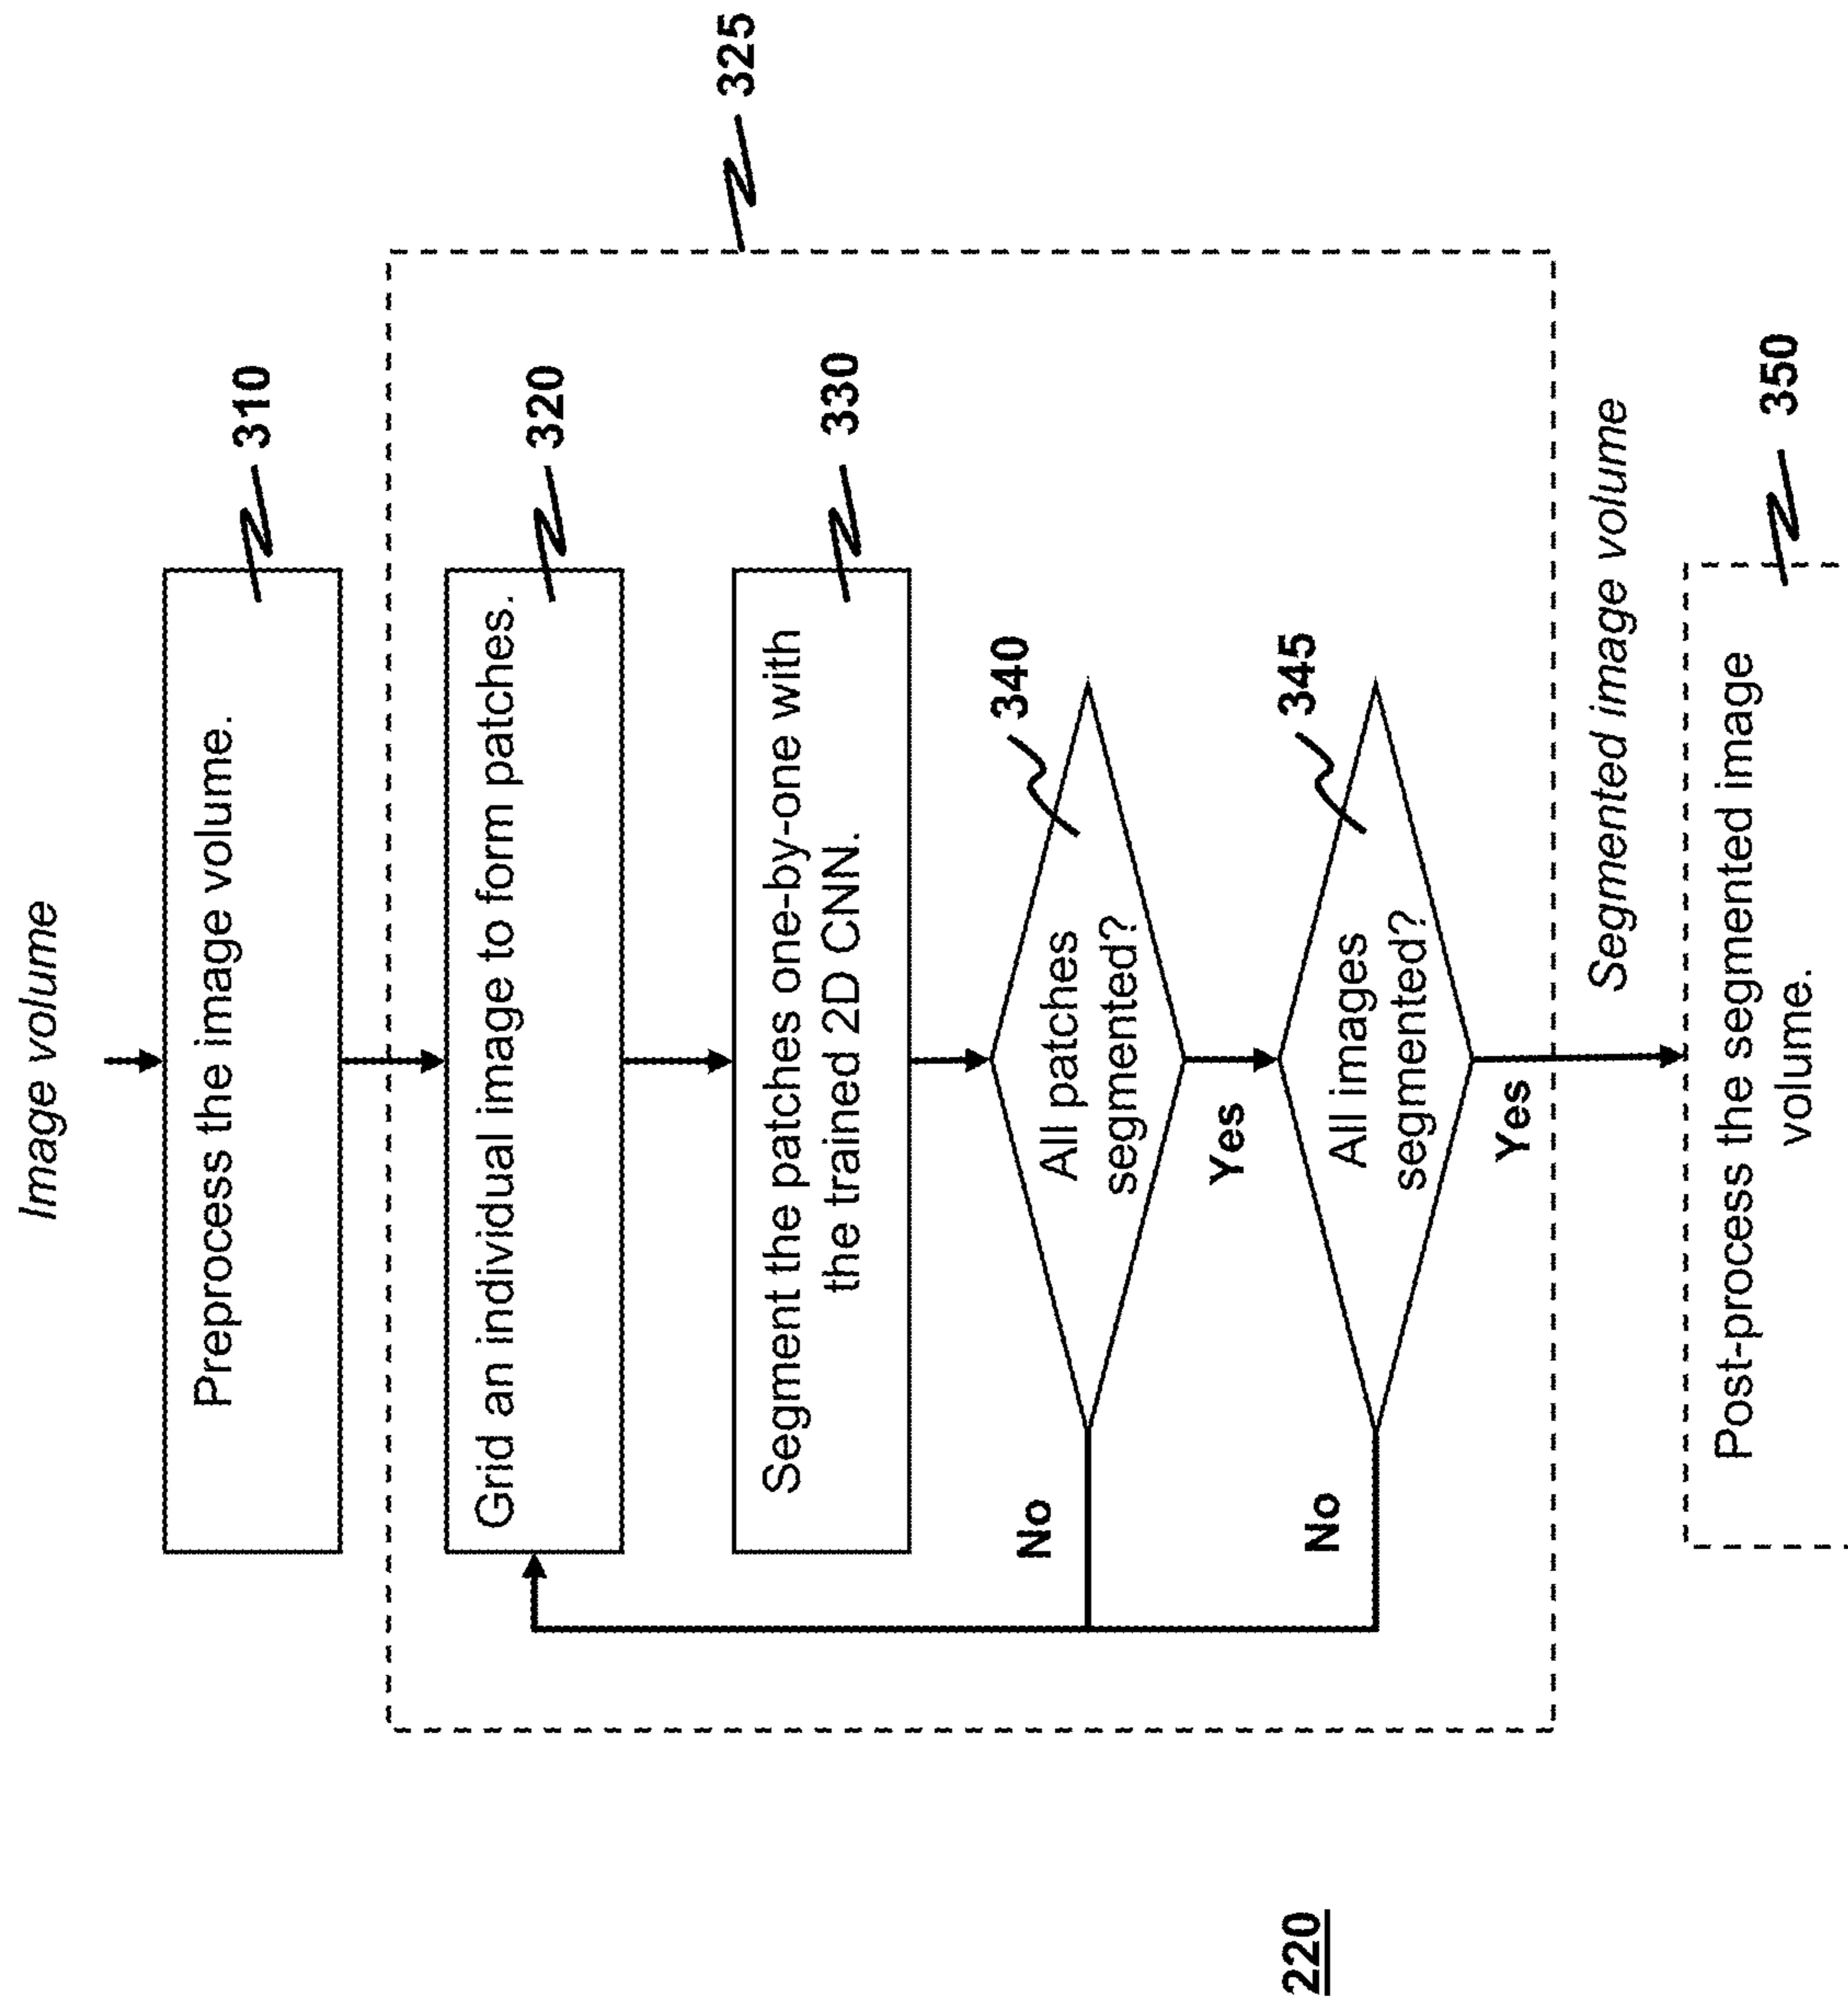 Image volume
Preprocess the image volume.
310
325
Grid an individual image to form patches.
320
Segment the patches one-by-one with
the trained 2D CNN.
330
340
All patches
segmented?
No
Yes
345
All images
segmented?
No
Yes
Segmented image volume
Post-process the segmented image
volume.
350
220